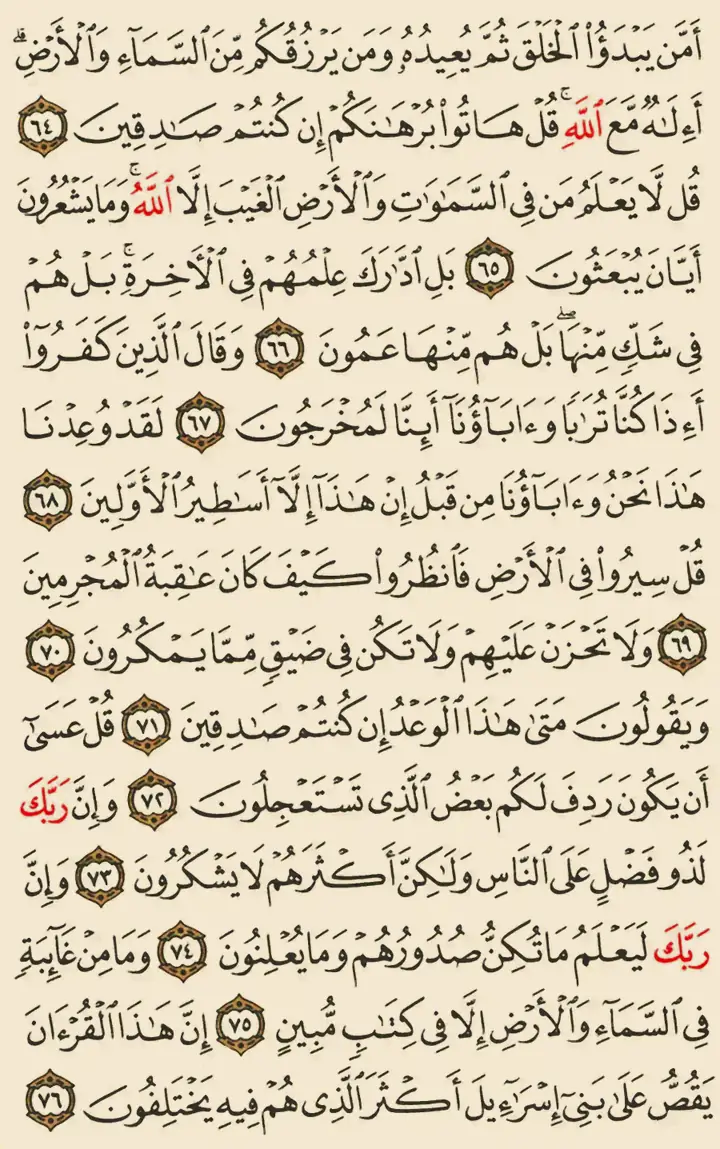 أَمَّن يَبْدَؤُاْ الْخَلْقَ ثُمَّ يُعِيدُهُۥ وَمَن يَرْزُقُكُم مِّنَ ٱلسَّمَآءِ وَٱلْأَرْضِ ۗ
أَءِلَٰهٌ مَّعَ ٱللَّهِ ۚ قُلْ هَاتُواْ بُرْهَٰنَكُمْ إِن كُنتُمْ صَٰدِقِينَ ٦٤
قُل لَّا يَعْلَمُ مَن فِي ٱلسَّمَٰوَٰتِ وَٱلْأَرْضِ ٱلْغَيْبَ إِلَّا ٱللَّهُ ۚ وَمَا يَشْعُرُونَ
أَيَّانَ يُبْعَثُونَ ٦٥ بَلِ ٱدَّٰرَكَ عِلْمُهُمْ فِي ٱلْأٓخِرَةِ ۚ بَلْ هُمْ
فِي شَكٍّ مِّنْهَا ۖ بَلْ هُم مِّنْهَا عَمُونَ ٦٦ وَقَالَ ٱلَّذِينَ كَفَرُوٓاْ
أَءِذَا كُنَّا تُرَٰبًا وَءَابَآؤُنَآ أَئِنَّا لَمُخْرَجُونَ ٦٧ لَقَدْ وُعِدْنَا
هَٰذَا نَحْنُ وَءَابَآؤُنَا مِن قَبْلُ إِنْ هَٰذَآ إِلَّآ أَسَٰطِيرُ ٱلْأَوَّلِينَ ٦٨
قُلْ سِيرُواْ فِي ٱلْأَرْضِ فَٱنظُرُواْ كَيْفَ كَانَ عَٰقِبَةُ ٱلْمُجْرِمِينَ
٦٩ وَلَا تَحْزَنْ عَلَيْهِمْ وَلَا تَكُن فِي ضَيْقٍ مِّمَّا يَمْكُرُونَ ٧٠
وَيَقُولُونَ مَتَىٰ هَٰذَا ٱلْوَعْدُ إِن كُنتُمْ صَٰدِقِينَ ٧١ قُلْ عَسَىٰٓ
أَن يَكُونَ رَدِفَ لَكُم بَعْضُ ٱلَّذِي تَسْتَعْجِلُونَ ٧٢ وَإِنَّ رَبَّكَ
لَذُو فَضْلٍ عَلَى ٱلنَّاسِ وَلَٰكِنَّ أَكْثَرَهُمْ لَا يَشْكُرُونَ ٧٣ وَإِنَّ
رَبَّكَ لَيَعْلَمُ مَا تُكِنُّ صُدُورُهُمْ وَمَا يُعْلِنُونَ ٧٤ وَمَا مِنْ غَآئِبَةٍ
فِي ٱلسَّمَآءِ وَٱلْأَرْضِ إِلَّا فِي كِتَٰبٍ مُّبِينٍ ٧٥ إِنَّ هَٰذَا ٱلْقُرْءَانَ
يَقُصُّ عَلَىٰ بَنِيٓ إِسْرَٰٓءِيلَ أَكْثَرَ ٱلَّذِي هُمْ فِيهِ يَخْتَلِفُونَ ٧٦